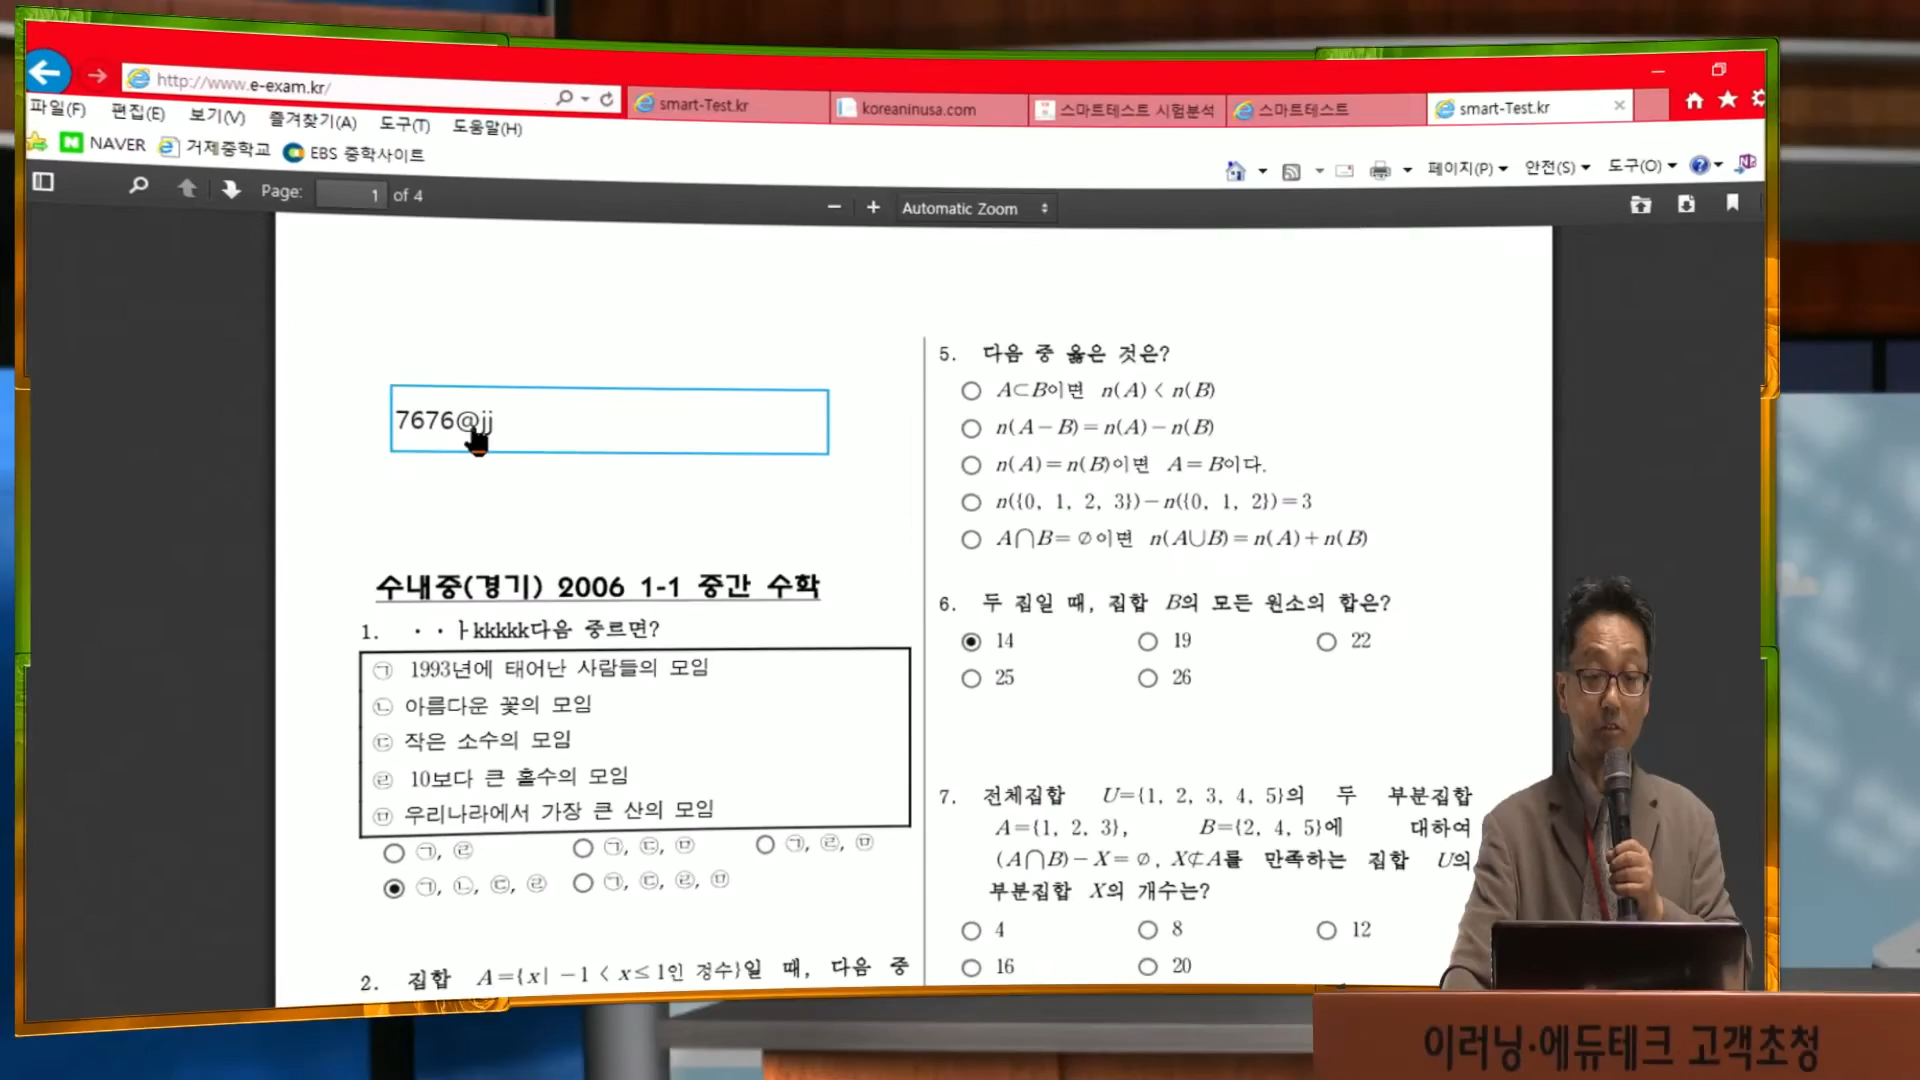 http://www.e-exam.kr/
smart-Test.kr
koreaninusa.com
스마트테스트 시험분석
스마트테스트
smart-Test.kr
파일(F) 편집(E) 보기(V) 즐겨찾기(A) 도구(T) 도움말(H)
NAVER 거제중학교 EBS 중학사이트
페이지(P) 안전(S) 도구(O)
Page: 1 of 4
Automatic Zoom
7676@jj
수내중(경기) 2006 1-1 중간 수학
1. ··ㅏkkkkk다음 중르면?
㉠ 1993년에 태어난 사람들의 모임
㉡ 아름다운 꽃의 모임
㉢ 작은 소수의 모임
㉣ 10보다 큰 홀수의 모임
㉤ 우리나라에서 가장 큰 산의 모임
㉠, ㉣ ㉠, ㉢, ㉤ ㉠, ㉣, ㉤
㉠, ㉡, ㉢, ㉣ ㉠, ㉢, ㉣, ㉤
2. 집합 A={x| -1 < x≤1인 정수}일 때, 다음 중
5. 다음 중 옳은 것은?
A⊂B이면 n(A) < n(B)
n(A-B)=n(A)-n(B)
n(A)=n(B)이면 A=B이다.
n({0, 1, 2, 3})-n({0, 1, 2})=3
A∩B=∅이면 n(A∪B)=n(A)+n(B)
6. 두 집일 때, 집합 B의 모든 원소의 합은?
14 19 22
25 26
7. 전체집합 U={1, 2, 3, 4, 5}의 두 부분집합
A={1, 2, 3}, B={2, 4, 5}에 대하여
(A∩B)-X=∅, X⊄A를 만족하는 집합 U의
부분집합 X의 개수는?
4 8 12
16 20
이러닝·에듀테크 고객초청